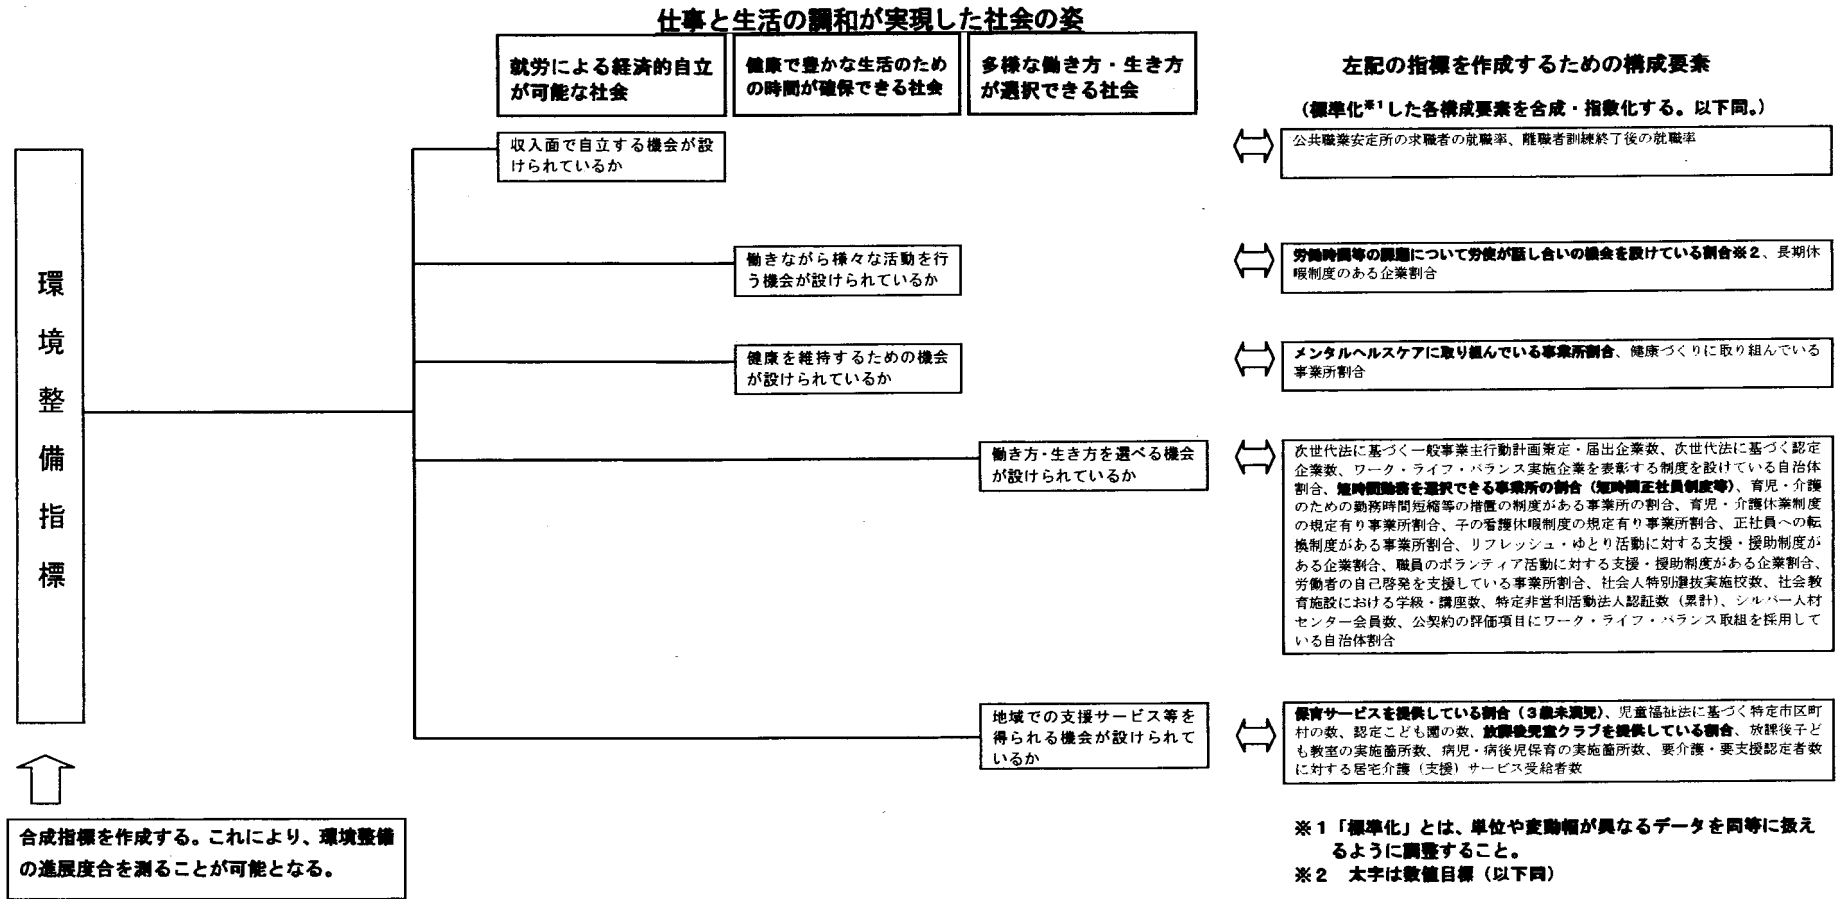 仕事と生活の調和が実現した社会の姿
就労による経済的自立
が可能な社会
健康で豊かな生活のため
の時間が確保できる社会
多様な働き方・生き方
が選択できる社会
左記の指標を作成するための構成要素
(標準化※1した各構成要素を合成・指数化する。以下同。)
環境整備指標
収入面で自立する機会が設
けられているか
公共職業安定所の求職者の就職率、離職者訓練終了後の就職率
働きながら様々な活動を行
う機会が設けられているか
労働時間等の課題について労使が話し合いの機会を設けている割合※2、長期休
暇制度のある企業割合
健康を維持するための機会
が設けられているか
メンタルヘルスケアに取り組んでいる事業所割合、健康づくりに取り組んでいる
事業所割合
働き方・生き方を選べる機会
が設けられているか
次世代法に基づく一般事業主行動計画策定・届出企業数、次世代法に基づく認定
企業数、ワーク・ライフ・バランス実施企業を表彰する制度を設けている自治体
割合、短時間勤務を選択できる事業所の割合(短時間正社員制度等)、育児・介護
のための勤務時間短縮等の措置の制度がある事業所の割合、育児・介護休業制度
の規定有り事業所割合、子の看護休暇制度の規定有り事業所割合、正社員への転
換制度がある事業所割合、リフレッシュ・ゆとり活動に対する支援・援助制度が
ある企業割合、職員のボランティア活動に対する支援・援助制度がある企業割合、
労働者の自己啓発を支援している事業所割合、社会人特別選抜実施校数、社会教
育施設における学級・講座数、特定非営利活動法人認証数(累計)、シルバー人材
センター会員数、公契約の評価項目にワーク・ライフ・バランス取組を採用して
いる自治体割合
地域での支援サービス等を
得られる機会が設けられて
いるか
保育サービスを提供している割合(3歳未満児)、児童福祉法に基づく特定市区町
村の数、認定こども園の数、放課後児童クラブを提供している割合、放課後子ど
も教室の実施箇所数、病児・病後児保育の実施箇所数、要介護・要支援認定者数
に対する居宅介護(支援)サービス受給者数
合成指標を作成する。これにより、環境整備
の進展度合を測ることが可能となる。
※1「標準化」とは、単位や変動幅が異なるデータを同等に扱え
るように調整すること。
※2 太字は数値目標(以下同)